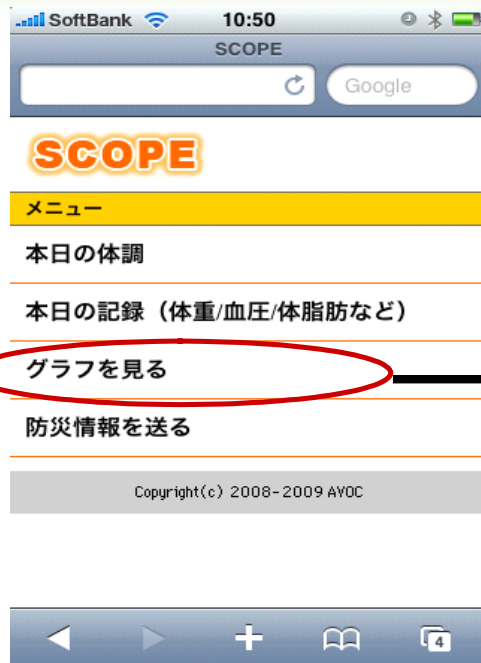 SoftBank 10:50
SCOPE
Google
SCOPE
メニュー
本日の体調
本日の記録（体重/血圧/体脂肪など）
グラフを見る
防災情報を送る
Copyright(c) 2008-2009 AVOC
4